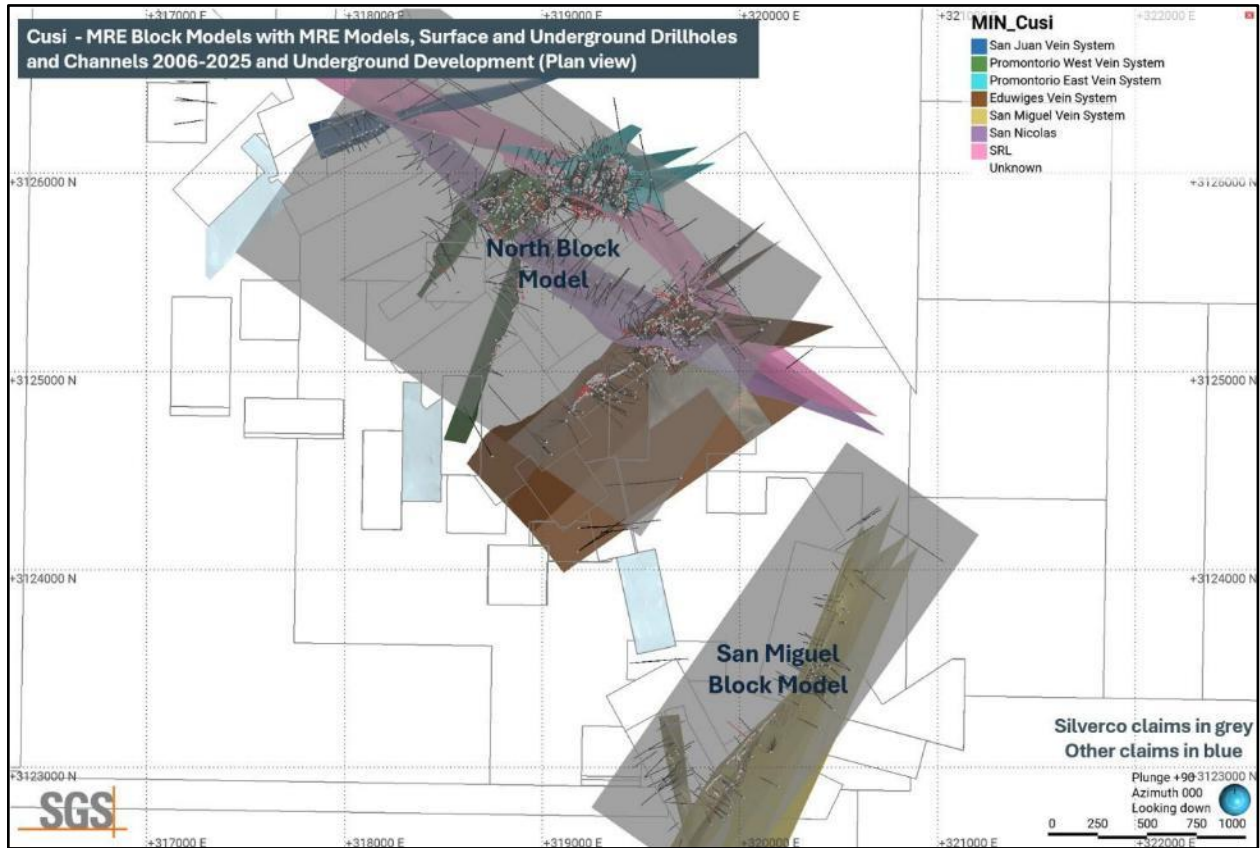 +317000 E
+318000 E
+319000 E
+320000 E
+321000 E
+322000 E
Cusi - MRE Block Models with MRE Models, Surface and Underground Drillholes
and Channels 2006-2025 and Underground Development (Plan view)
MIN_Cusi
San Juan Vein System
Promontorio West Vein System
Promontorio East Vein System
Eduwiges Vein System
San Miguel Vein System
San Nicolas
SRL
Unknown
+3126000 N
+3126000 N
North Block
Model
+3125000 N
+3125000 N
+3124000 N
+3124000 N
San Miguel
Block Model
Silverco claims in grey
Other claims in blue
+3123000 N
+3123000 N
Plunge +90
Azimuth 000
Looking down
0 250 500 750 1000
SGS
+317000 E
+318000 E
+319000 E
+320000 E
+321000 E
+322000 E